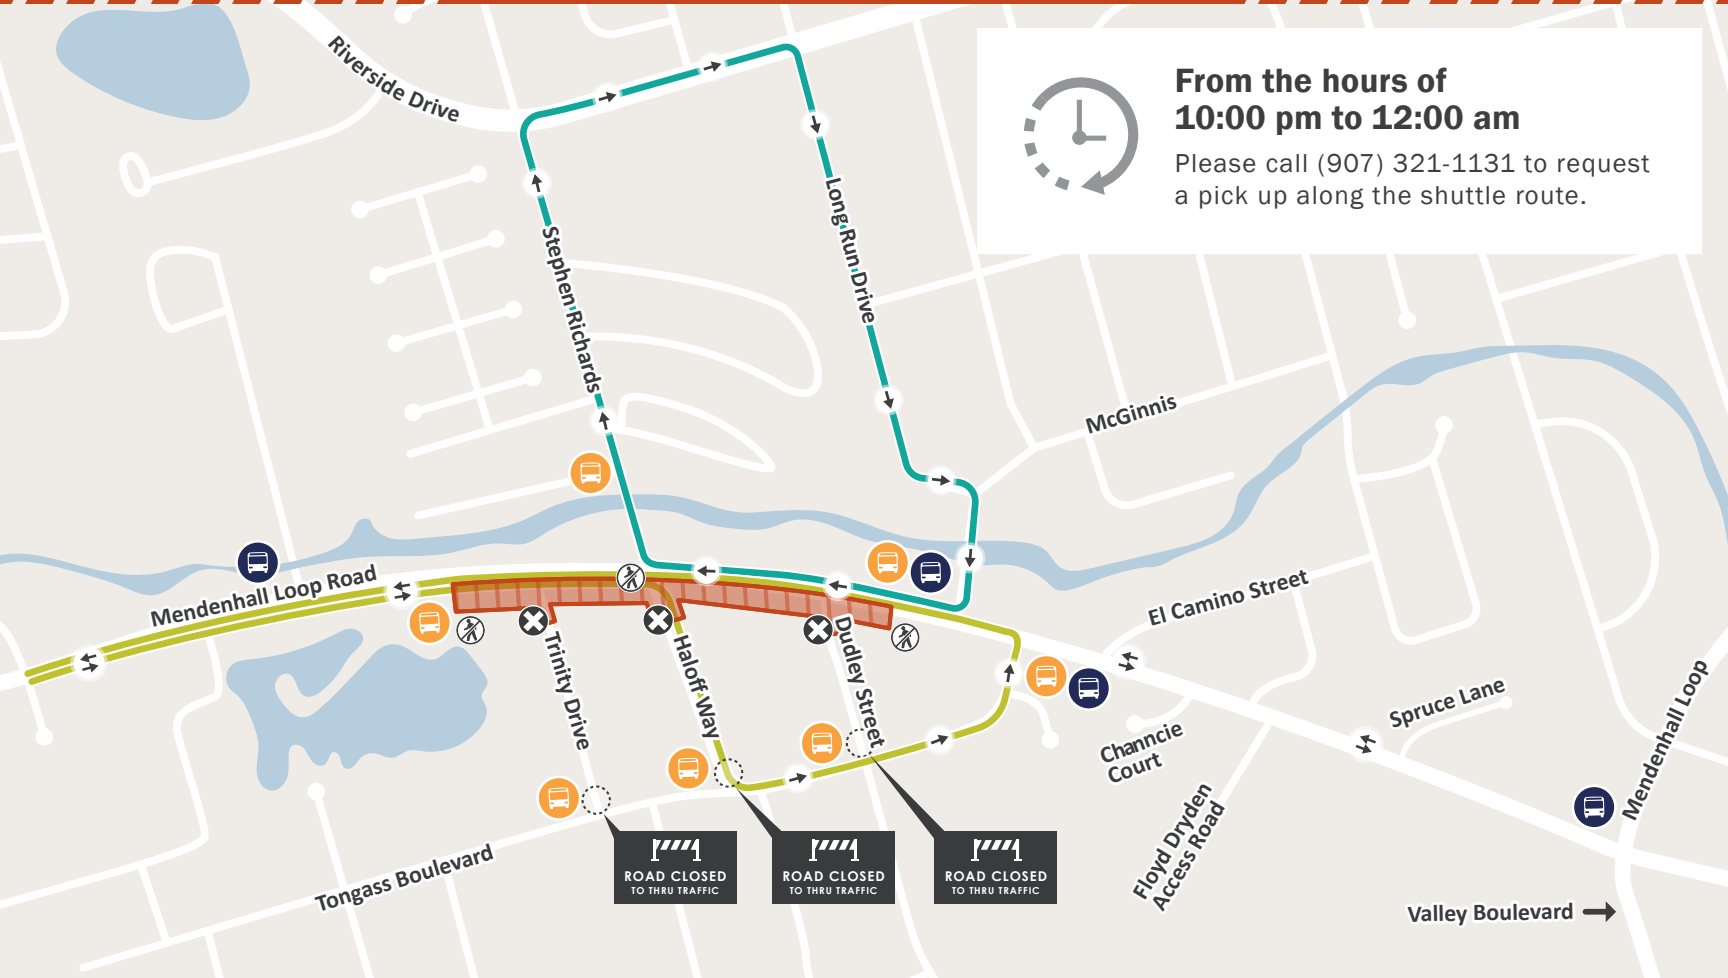 From the hours of
10:00 pm to 12:00 am
Please call (907) 321-1131 to request
a pick up along the shuttle route.
Riverside Drive
Long Run Drive
Stephen Richards
McGinnis
Mendenhall Loop Road
El Camino Street
Trinity Drive
Haloff Way
Dudley Street
Channcie
Court
Spruce Lane
Mendenhall Loop
Floyd Dryden
Access Road
Tongass Boulevard
ROAD CLOSED
TO THRU TRAFFIC
ROAD CLOSED
TO THRU TRAFFIC
ROAD CLOSED
TO THRU TRAFFIC
Valley Boulevard